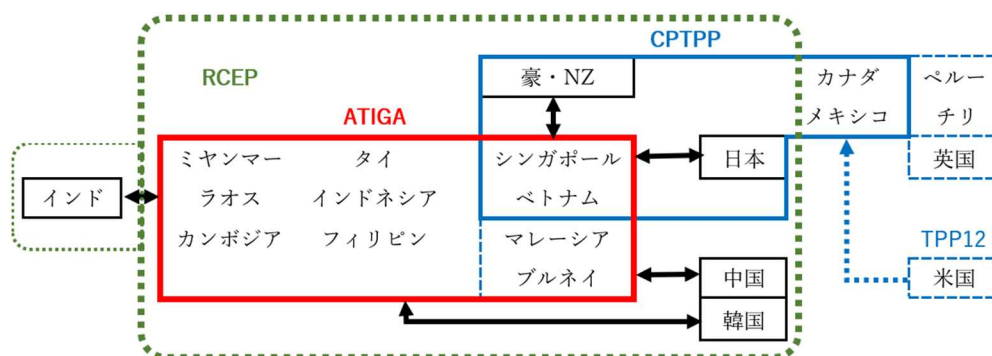 CPTPP
RCEP
豪・NZ
カナダ
ペルー
メキシコ
チリ
ATIGA
ミャンマー
タイ
シンガポール
日本
英国
インド
ラオス
インドネシア
ベトナム
カンボジア
フィリピン
マレーシア
TPP12
ブルネイ
中国
米国
韓国